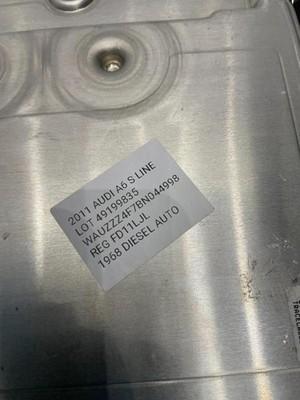 2011 AUDI A6 S LINE
LOT 49199835
WAUZZZ4F7BN044998
REG FD11LJL
1968 DIESEL AUTO